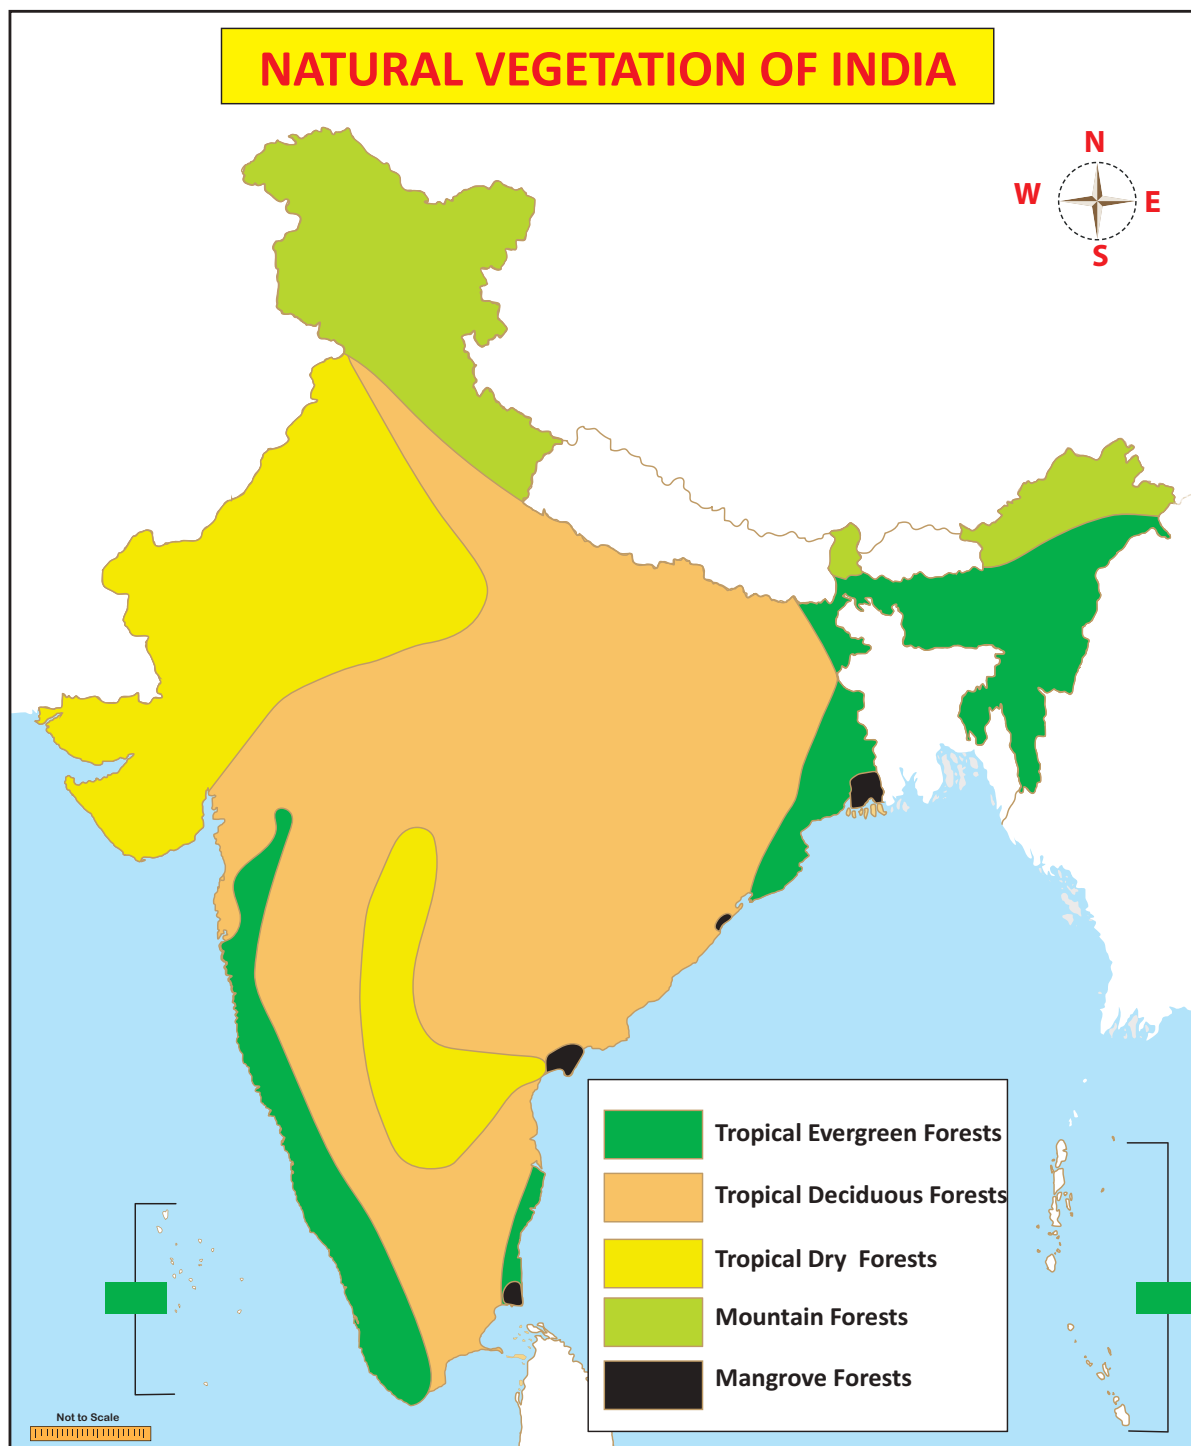 NATURAL VEGETATION OF INDIA
N
W
E
S
Tropical Evergreen Forests
Tropical Deciduous Forests
Tropical Dry Forests
Mountain Forests
Mangrove Forests
Not to Scale